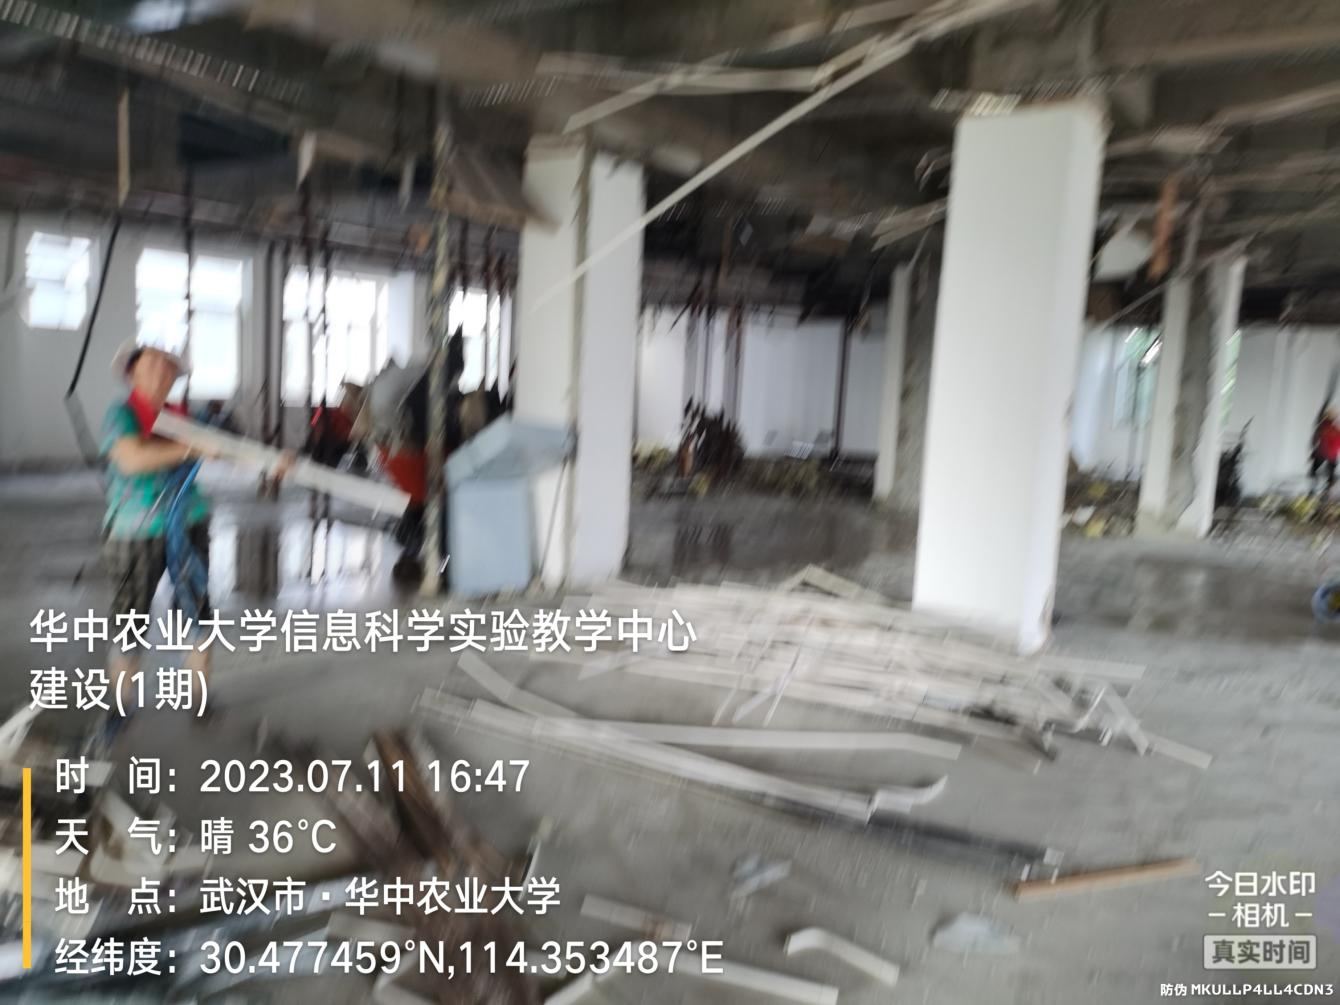 华中农业大学信息科学实验教学中心
建设(1期)
时 间：2023.07.11 16:47
天 气：晴 36°C
地 点：武汉市·华中农业大学
经纬度：30.477459°N,114.353487°E
今日水印
相机
真实时间
防伪 MKULLP4LL4CDN3